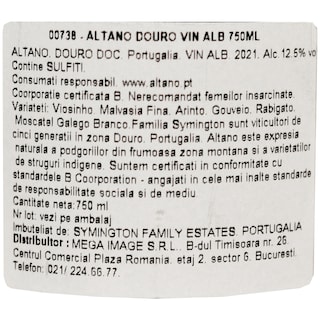 00738 - ALTANO DOURO VIN ALB 750ML
ALTANO. DOURO DOC. Portugalia. VIN ALB. 2021. Alc.12.5% vo
Contine SULFITI.
Consumati responsabil. www.altano.pt
Coorporatie certificata B. Nerecomandat femeilor insarcinate.
Varietati: Viosinho. Malvasia Fina. Arinto. Gouveio. Rabigato.
Moscatel Galego Branco.Familia Symington sunt viticultori de
cinci generatii in zona Douro. Portugalia. Altano este expresia
naturala a podgoriilor din frumoasa zona montana si a varietatilor
de struguri indigene. Suntem certificati in conformitate cu
standardele B Coorporation - angajati in cele mai inalte standarde
de responsabilitate sociala si de mediu.
Cantitate neta:750 ml
Nr lot: vezi pe ambalaj
Imbuteliat de: SYMINGTON FAMILY ESTATES. PORTUGALIA
Distribuitor : MEGA IMAGE S.R.L.. B-dul Timisoara nr. 26.
Centrul Comercial Plaza Romania. etaj 2. sector 6. Bucuresti.
Telefon: 021/ 224.66.77.